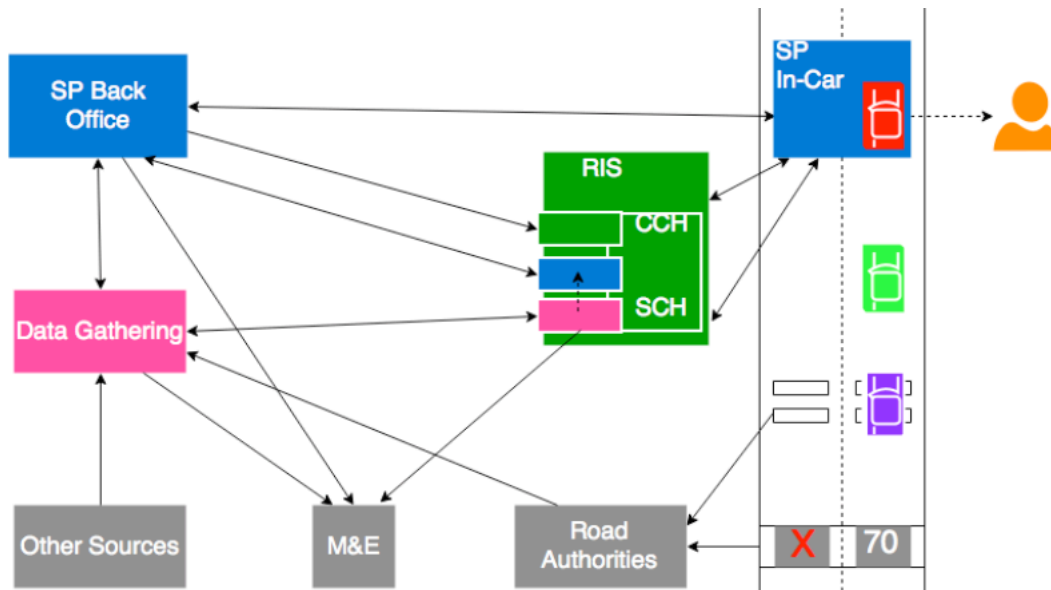 SP Back
Office
SP
In-Car
RIS
CCH
SCH
Data Gathering
Other Sources
M&E
Road
Authorities
X
70